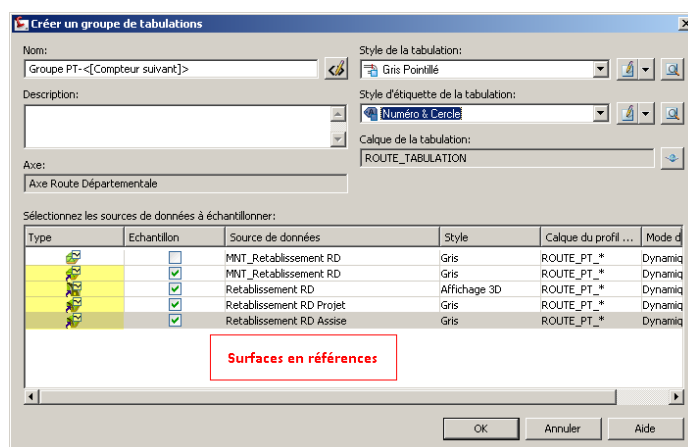 Créer un groupe de tabulations
Nom:
Groupe PT-<[Compteur suivant]>
Description:
Axe:
Axe Route Départementale
Style de la tabulation:
Gris Pointillé
Style d'étiquette de la tabulation:
Numéro & Cercle
Calque de la tabulation:
ROUTE_TABULATION
Sélectionnez les sources de données à échantillonner:
Type Echantillon Source de données Style Calque du profil ... Mode d
MNT_Retablissement RD Gris ROUTE_PT_* Dynamiq
MNT_Retablissement RD Gris ROUTE_PT_* Dynamiq
Retablissement RD Affichage 3D ROUTE_PT_* Dynamiq
Retablissement RD Projet Gris ROUTE_PT_* Dynamiq
Retablissement RD Assise Gris ROUTE_PT_* Dynamiq
Surfaces en références
OK Annuler Aide